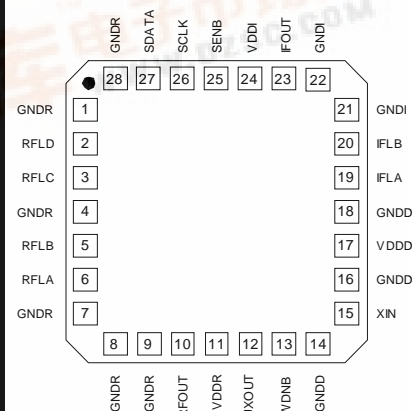 GNDR
SDATA
SCLK
SENB
VDDI
IFOUT
GNDI
28 27 26 25 24 23 22
GNDR 1 21 GNDI
RFLD 2 20 IFLB
RFLC 3 19 IFLA
GNDR 4 18 GNDD
RFLB 5 17 VDDD
RFLA 6 16 GNDD
GNDR 7 15 XIN
8 9 10 11 12 13 14
GNDR
GNDR
VDDR
GNDD